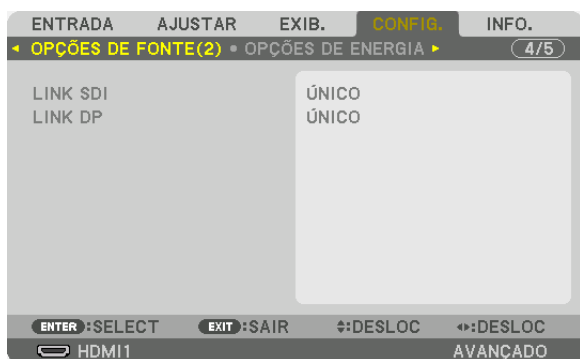 ENTRADA AJUSTAR EXIB. CONFIG. INFO.
OPÇÕES DE FONTE(2) • OPÇÕES DE ENERGIA 4/5
LINK SDI ÚNICO
LINK DP ÚNICO
ENTER :SELECT EXIT :SAIR :DESLOC :DESLOC
HDMI1 AVANÇADO